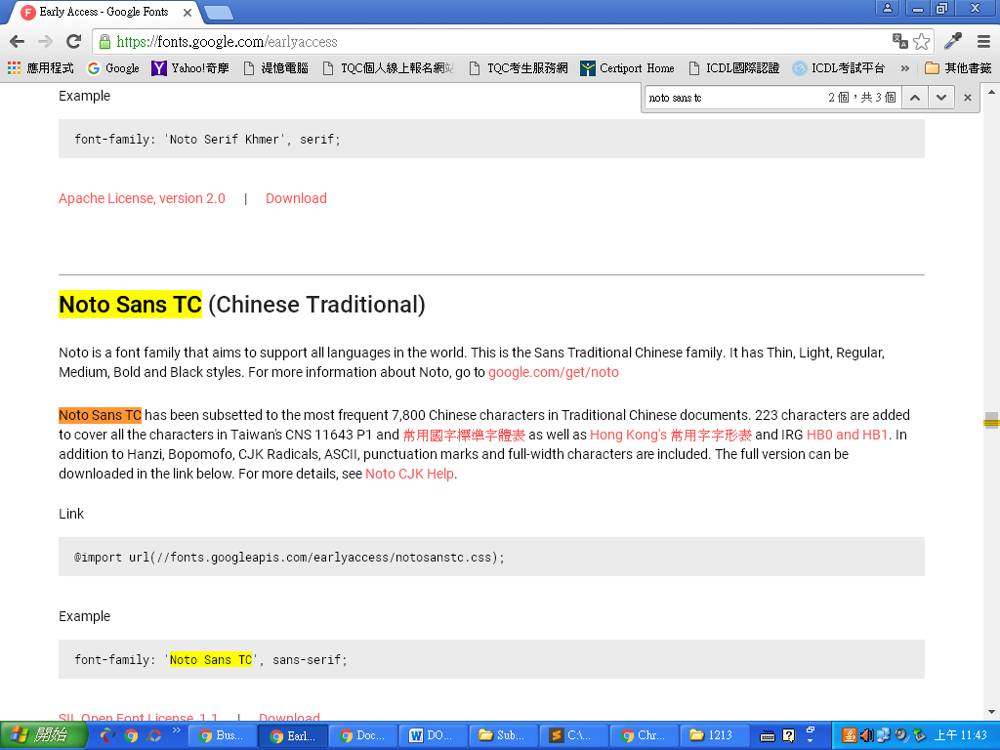 Early Access - Google Fonts
https://fonts.google.com/earlyaccess
應用程式 Google Yahoo!奇摩 湜憶電腦 TQC個人線上報名網站 TQC考生服務網 Certiport Home ICDL國際認證 ICDL考試平台 » 其他書籤
noto sans tc 2 個，共 3 個
Example
font-family: 'Noto Serif Khmer', serif;
Apache License, version 2.0 | Download
Noto Sans TC (Chinese Traditional)
Noto is a font family that aims to support all languages in the world. This is the Sans Traditional Chinese family. It has Thin, Light, Regular,
Medium, Bold and Black styles. For more information about Noto, go to google.com/get/noto
Noto Sans TC has been subsetted to the most frequent 7,800 Chinese characters in Traditional Chinese documents. 223 characters are added
to cover all the characters in Taiwan's CNS 11643 P1 and 常用國字標準字體表 as well as Hong Kong's 常用字字形表 and IRG HB0 and HB1. In
addition to Hanzi, Bopomofo, CJK Radicals, ASCII, punctuation marks and full-width characters are included. The full version can be
downloaded in the link below. For more details, see Noto CJK Help.
Link
@import url(//fonts.googleapis.com/earlyaccess/notosanstc.css);
Example
font-family: 'Noto Sans TC', sans-serif;
SIL Open Font License, 1.1 | Download
開始 » Bus... Earl... Doc... DO... Sub... C:\... Chr... 1213 上午 11:43